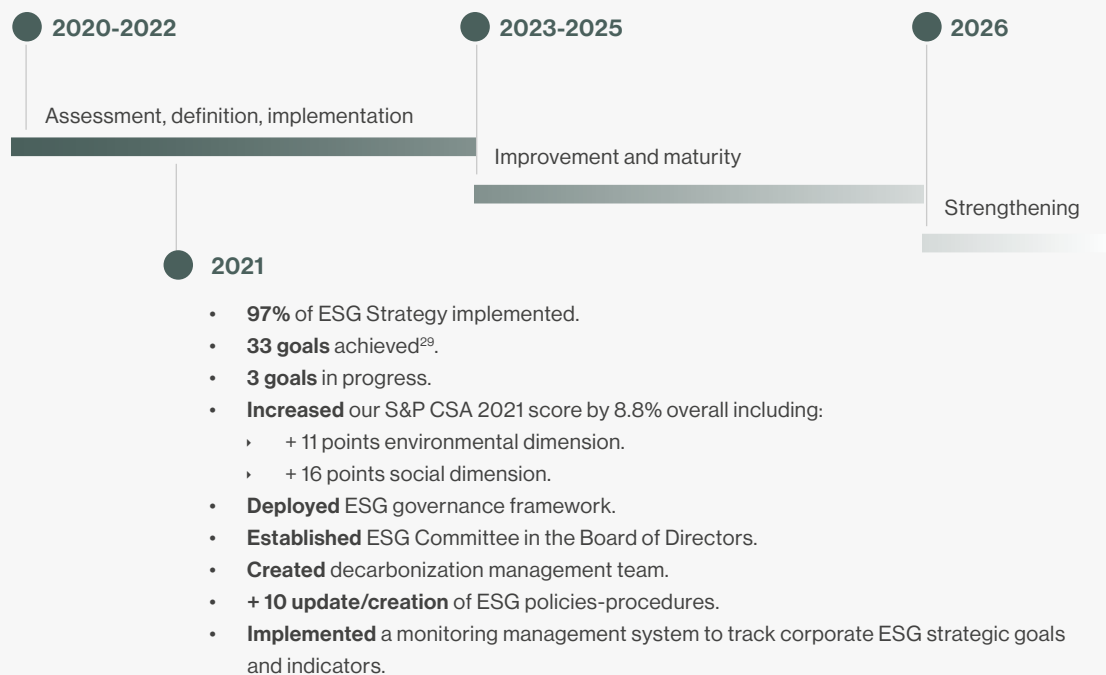 2020-2022
2023-2025
2026
Assessment, definition, implementation
Improvement and maturity
Strengthening
2021
• 97% of ESG Strategy implemented.
• 33 goals achieved²⁹.
• 3 goals in progress.
• Increased our S&P CSA 2021 score by 8.8% overall including:
‣ + 11 points environmental dimension.
‣ + 16 points social dimension.
• Deployed ESG governance framework.
• Established ESG Committee in the Board of Directors.
• Created decarbonization management team.
• + 10 update/creation of ESG policies-procedures.
• Implemented a monitoring management system to track corporate ESG strategic goals
and indicators.